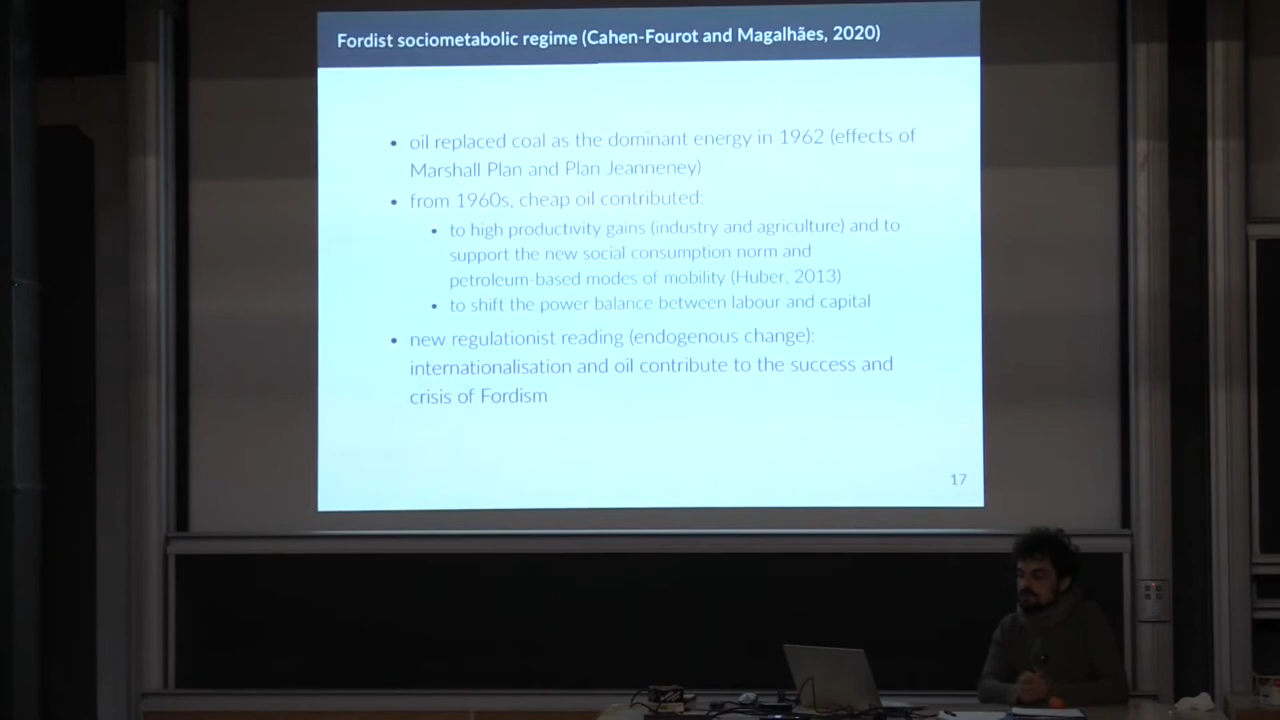 Fordist sociometabolic regime (Cahen-Fourot and Magalhães, 2020)
• oil replaced coal as the dominant energy in 1962 (effects of
Marshall Plan and Plan Jeanneney)
• from 1960s, cheap oil contributed:
• to high productivity gains (industry and agriculture) and to
support the new social consumption norm and
petroleum-based modes of mobility (Huber, 2013)
• to shift the power balance between labour and capital
• new regulationist reading (endogenous change):
internationalisation and oil contribute to the success and
crisis of Fordism
17